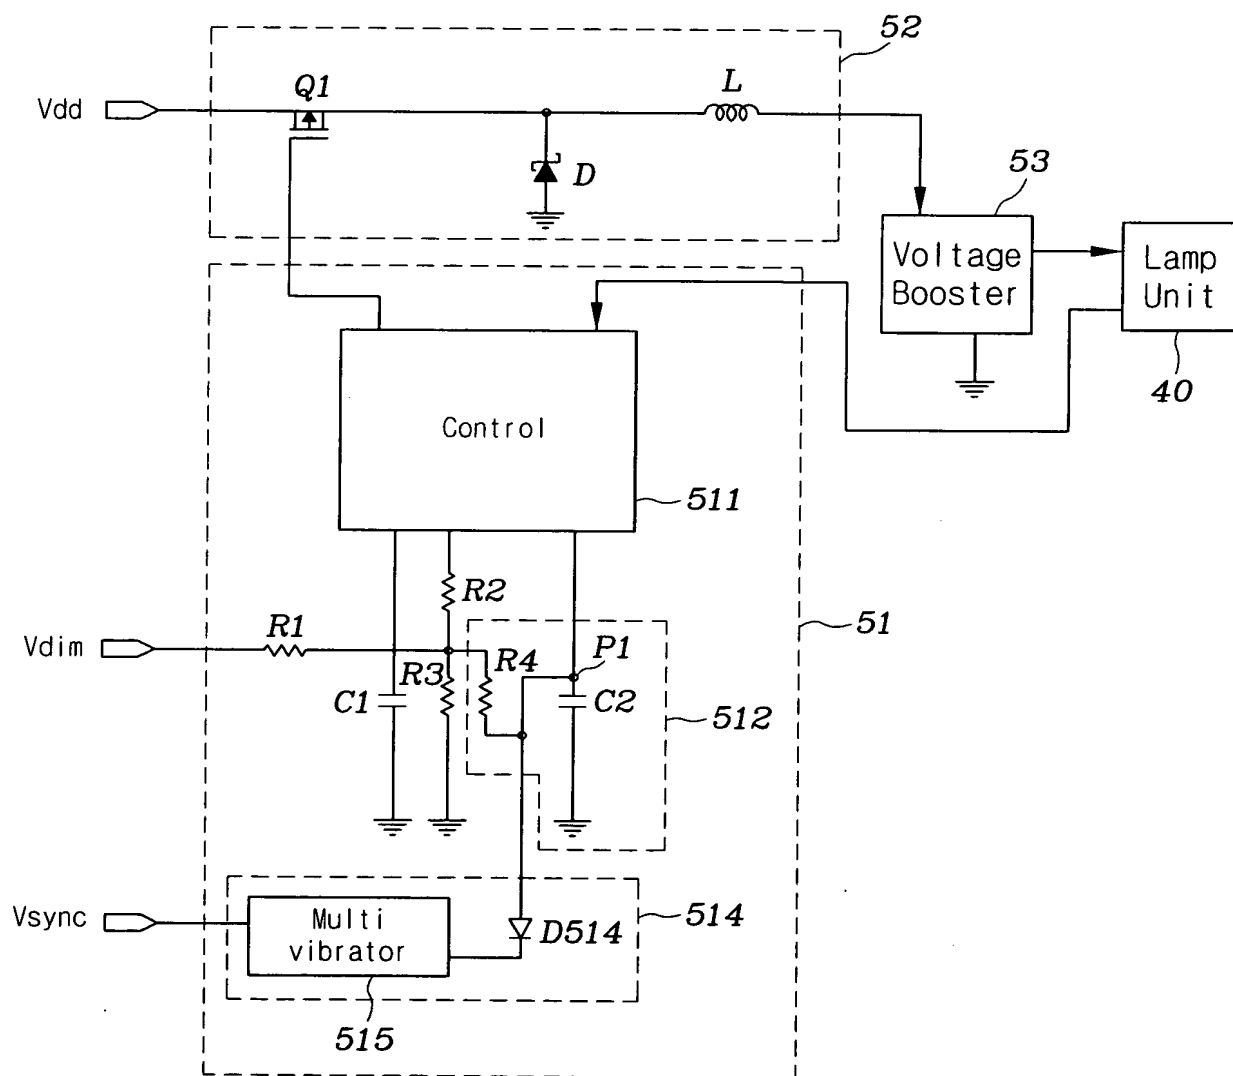 52
Vdd
Q1
L
D
53
Voltage
Booster
Lamp
Unit
40
Control
511
R2
51
Vdim
R1
R3
R4
P1
C1
C2
512
Vsync
Multi
vibrator
D514
514
515